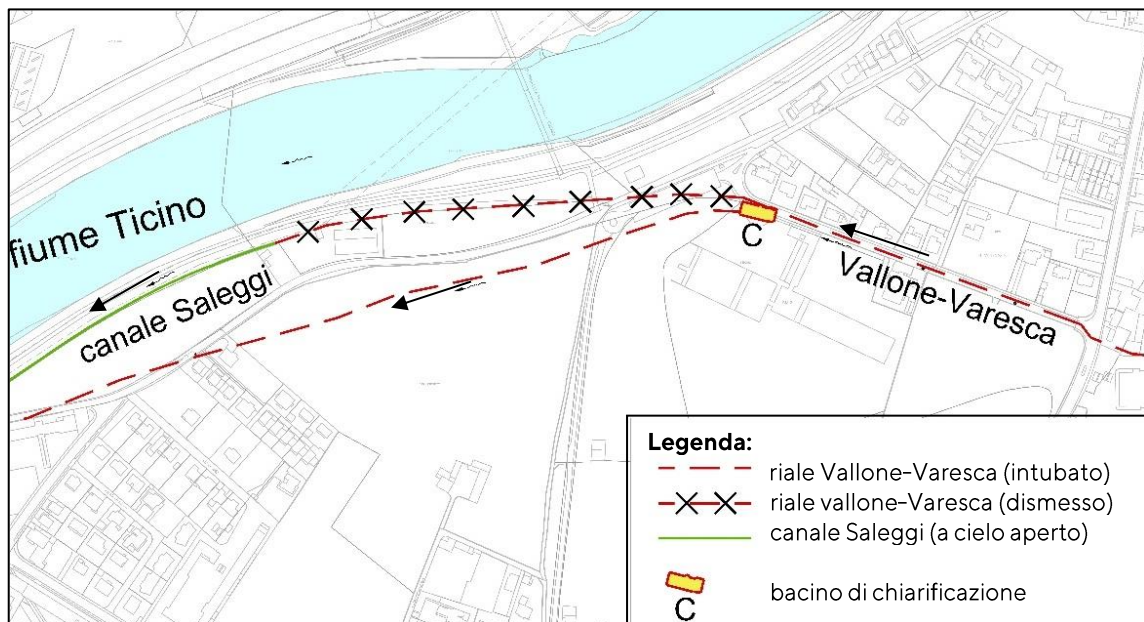 fiume Ticino
canale Saleggi
C
Vallone-Varesca
Legenda:
riale Vallone-Varesca (intubato)
riale vallone-Varesca (dismesso)
canale Saleggi (a cielo aperto)
C
bacino di chiarificazione